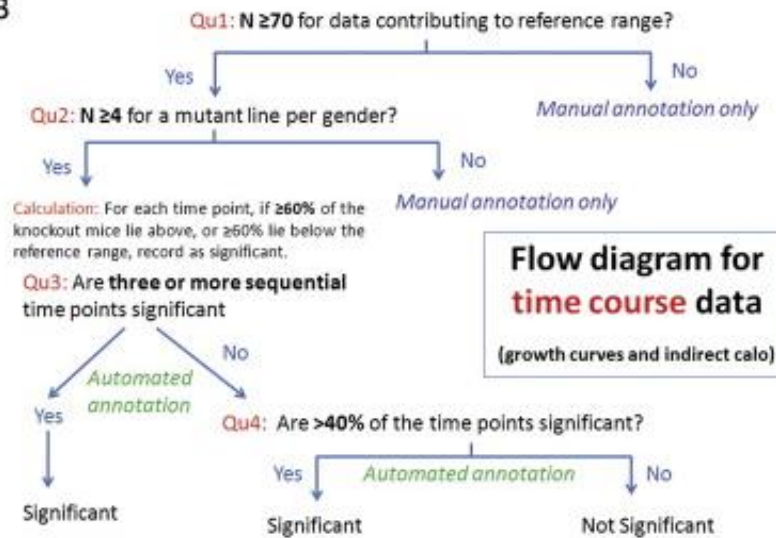 B
Qu1: N ≥70 for data contributing to reference range?
Yes
No
Qu2: N ≥4 for a mutant line per gender?
Manual annotation only
Yes
No
Calculation: For each time point, if ≥60% of the
knockout mice lie above, or ≥60% lie below the
reference range, record as significant.
Manual annotation only
Flow diagram for
time course data
(growth curves and indirect calo)
Qu3: Are three or more sequential
time points significant
No
Automated
annotation
Yes
Qu4: Are >40% of the time points significant?
Yes
Automated annotation
No
Significant
Significant
Not Significant